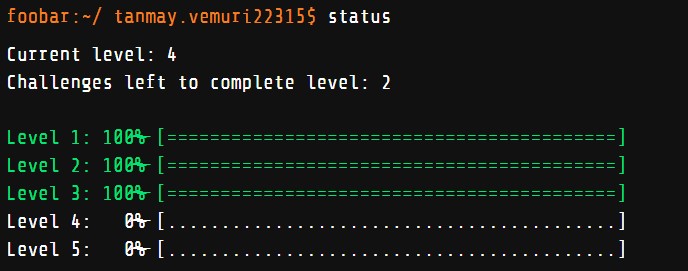 foobar:~/ tanmay.vemuri22315$ status
Current level: 4
Challenges left to complete level: 2
Level 1: 100% [==========================================]
Level 2: 100% [==========================================]
Level 3: 100% [==========================================]
Level 4:   0% [..........................................]
Level 5:   0% [..........................................]